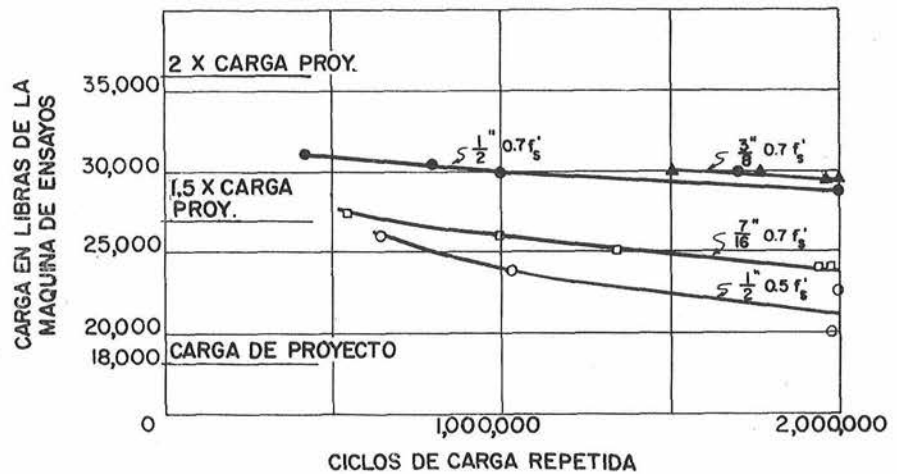 CARGA EN LIBRAS DE LA
MAQUINA DE ENSAYOS
2 X CARGA PROY.
35,000
1/2" 0.7 f's
3/8" 0.7 f's
30,000
1,5 X CARGA
PROY.
7/16" 0.7 f's
25,000
1/2" 0.5 f's
20,000
CARGA DE PROYECTO
18,000
0
1,000,000
2,000,000
CICLOS DE CARGA REPETIDA